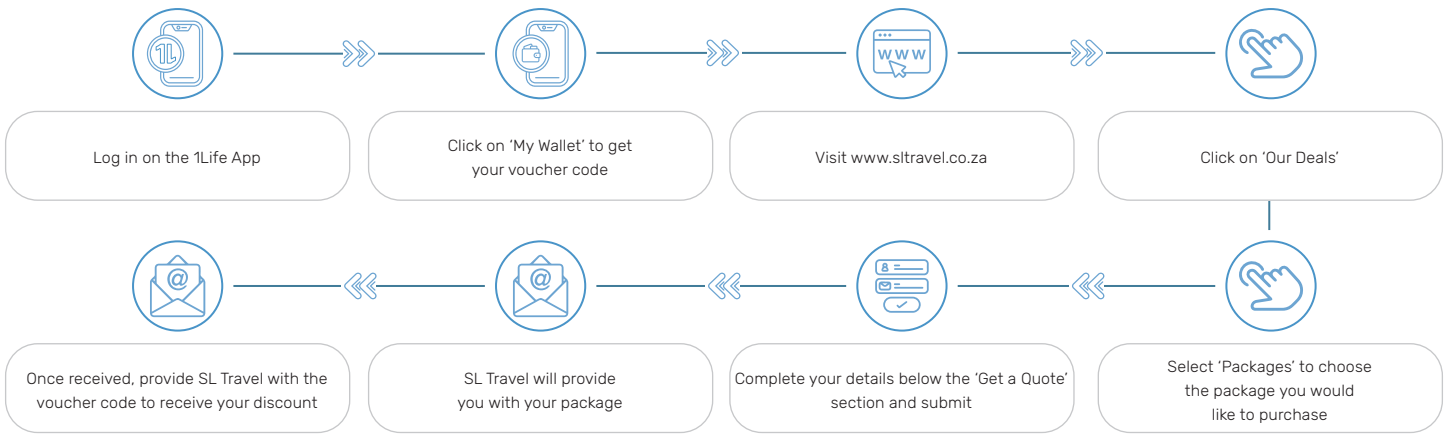 1L
WWW
Log in on the 1Life App
Click on ‘My Wallet’ to get
your voucher code
Visit www.sltravel.co.za
Click on ‘Our Deals’
Select ‘Packages’ to choose
the package you would
like to purchase
Complete your details below the ‘Get a Quote’
section and submit
@
SL Travel will provide
you with your package
@
Once received, provide SL Travel with the
voucher code to receive your discount